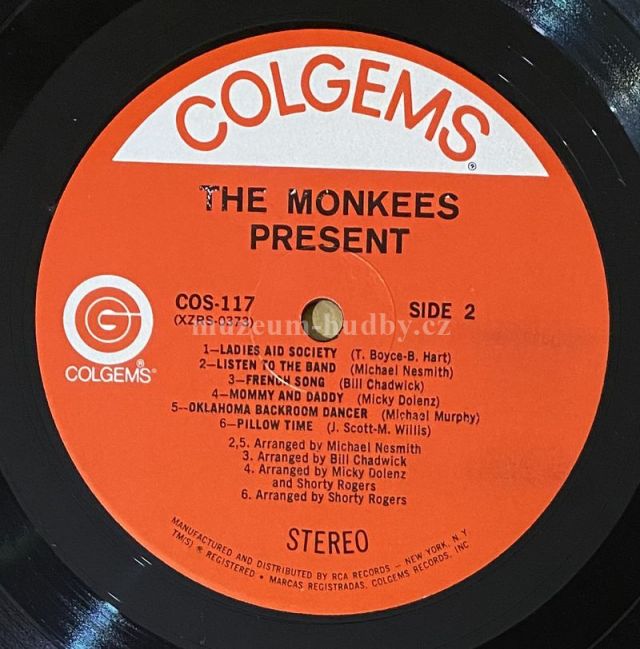 COLGEMS®
THE MONKEES
PRESENT
COS-117
(XZRS-0373)
SIDE 2
muzeum-hudby.cz
G
COLGEMS®
1—LADIES AID SOCIETY (T. Boyce-B. Hart)
2—LISTEN TO THE BAND (Michael Nesmith)
3—FRENCH SONG (Bill Chadwick)
4—MOMMY AND DADDY (Micky Dolenz)
5—OKLAHOMA BACKROOM DANCER (Michael Murphy)
6—PILLOW TIME (J. Scott-M. Willis)
2,5. Arranged by Michael Nesmith
3. Arranged by Bill Chadwick
4. Arranged by Micky Dolenz
and Shorty Rogers
6. Arranged by Shorty Rogers
STEREO
MANUFACTURED AND DISTRIBUTED BY RCA RECORDS — NEW YORK, N. Y.
TM(S) ® REGISTERED • MARCAS REGISTRADAS, COLGEMS RECORDS, INC